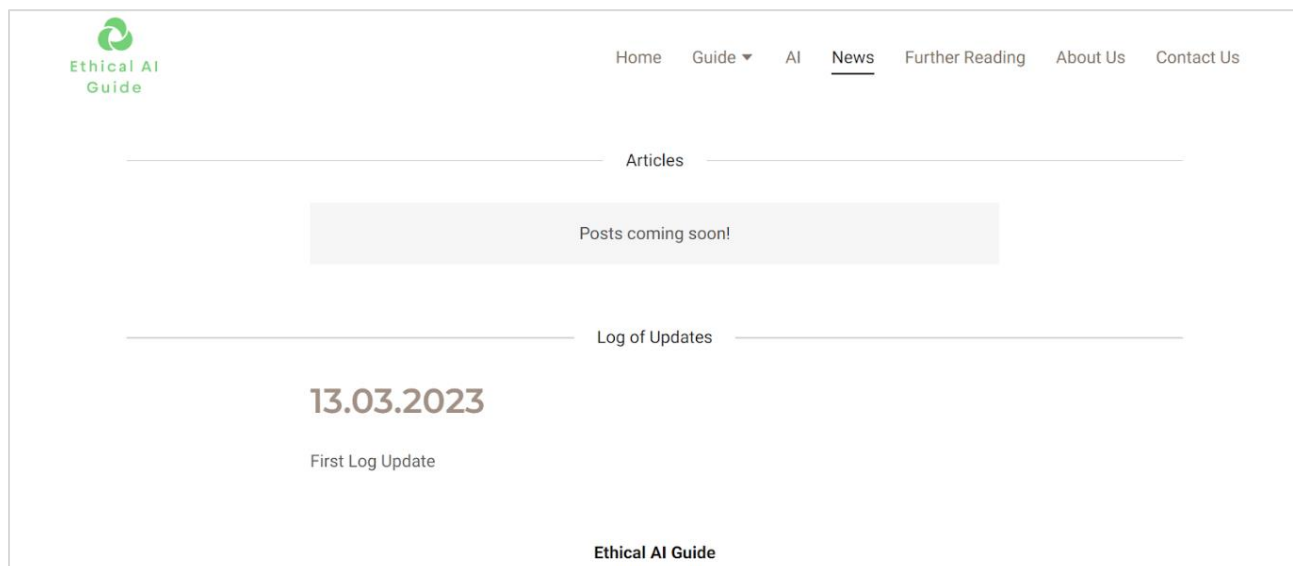 Ethical AI
Guide
Home Guide AI News Further Reading About Us Contact Us
Articles
Posts coming soon!
Log of Updates
13.03.2023
First Log Update
Ethical AI Guide